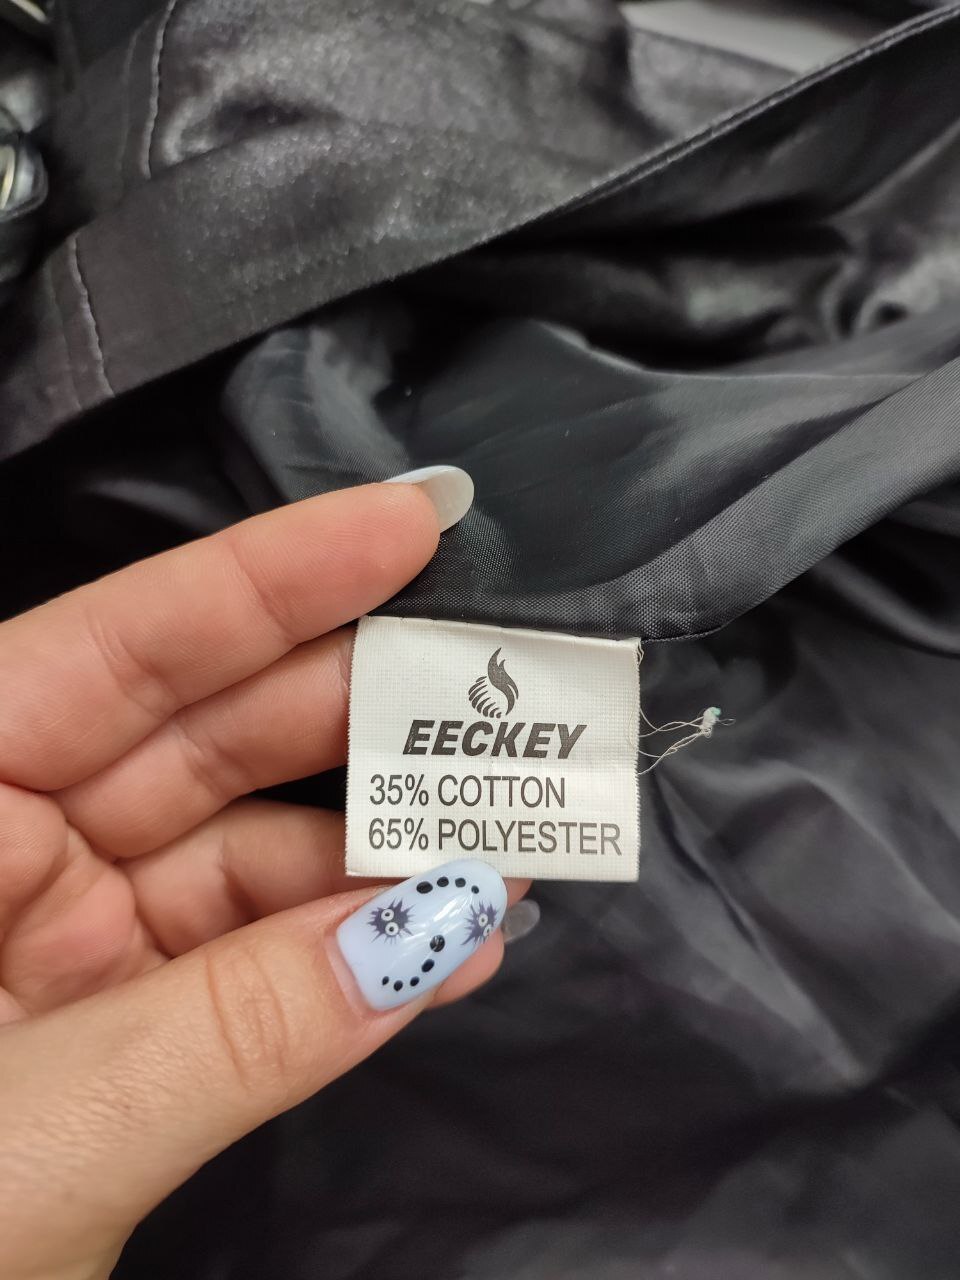 EECKEY
35% COTTON
65% POLYESTER